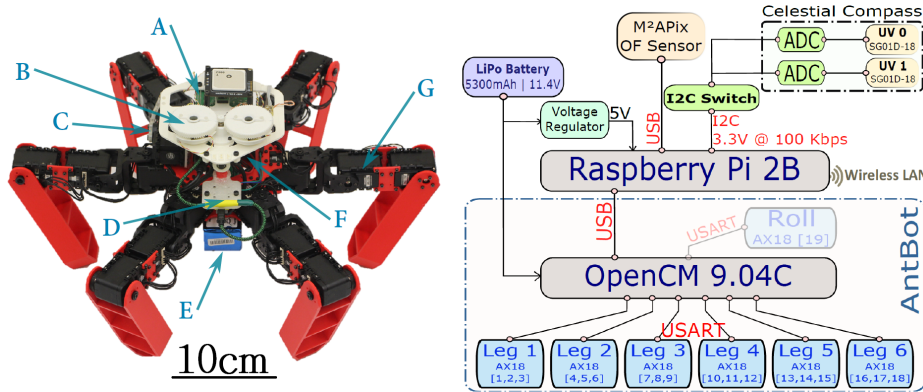 A
B
C
G
D
F
E
10cm
Celestial Compass
M²APix
OF Sensor
ADC
UV 0
SG01D-18
ADC
UV 1
SG01D-18
LiPo Battery
5300mAh | 11.4V
I2C Switch
Voltage
Regulator
5V
USB
I2C
3.3V @ 100 Kbps
Raspberry Pi 2B
Wireless LAN
USB
USART
Roll
AX18 [19]
AntBot
OpenCM 9.04C
USART
Leg 1
AX18
[1,2,3]
Leg 2
AX18
[4,5,6]
Leg 3
AX18
[7,8,9]
Leg 4
AX18
[10,11,12]
Leg 5
AX18
[13,14,15]
Leg 6
AX18
[16,17,18]